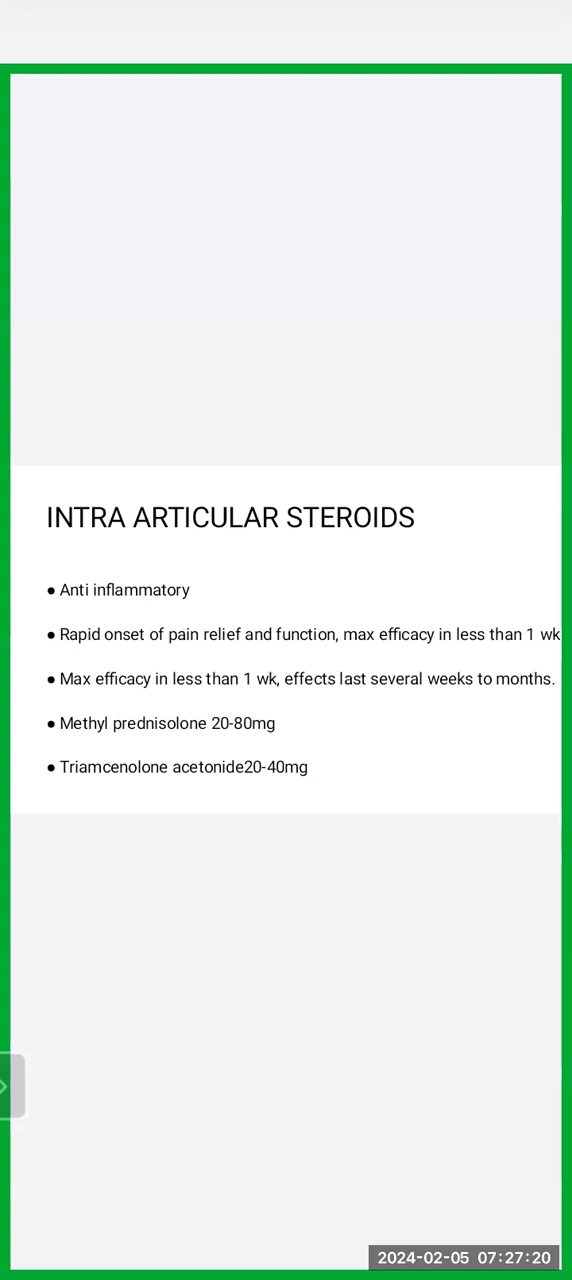 INTRA ARTICULAR STEROIDS
● Anti inflammatory
● Rapid onset of pain relief and function, max efficacy in less than 1 wk
● Max efficacy in less than 1 wk, effects last several weeks to months.
● Methyl prednisolone 20-80mg
● Triamcenolone acetonide20-40mg
2024-02-05 07:27:20